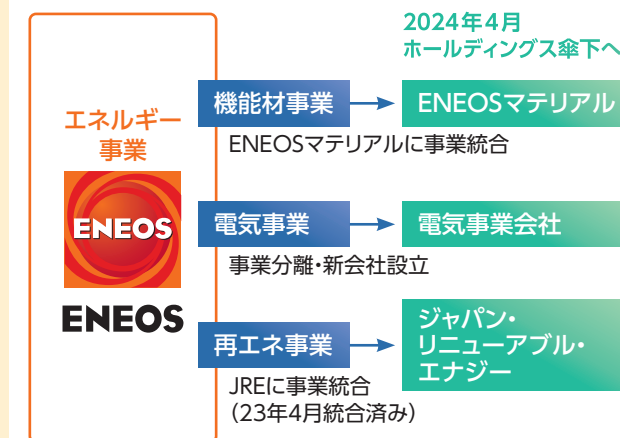 2024年4月
ホールディングス傘下へ
エネルギー
事業
ENEOS
ENEOS
機能材事業
ENEOSマテリアル
ENEOSマテリアルに事業統合
電気事業
電気事業会社
事業分離・新会社設立
再エネ事業
ジャパン・
リニューアブル・
エナジー
JREに事業統合
（23年4月統合済み）